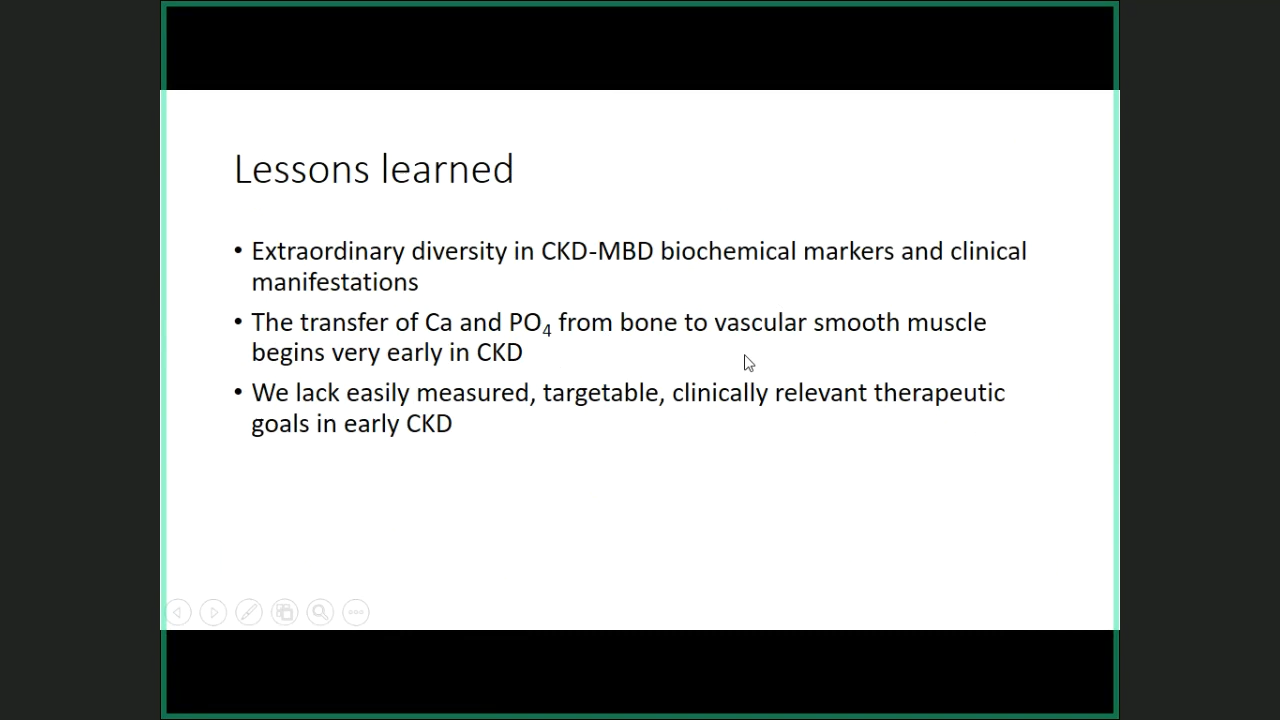 Lessons learned
• Extraordinary diversity in CKD-MBD biochemical markers and clinical
manifestations
• The transfer of Ca and PO₄ from bone to vascular smooth muscle
begins very early in CKD
• We lack easily measured, targetable, clinically relevant therapeutic
goals in early CKD